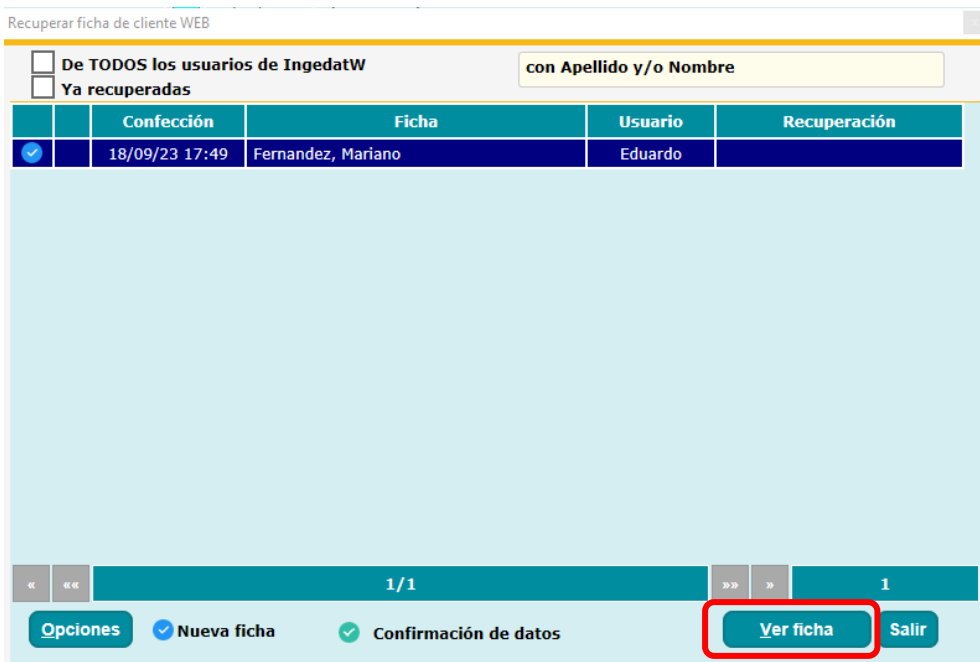 Recuperar ficha de cliente WEB
De TODOS los usuarios de IngedatW
con Apellido y/o Nombre
Ya recuperadas
Confección Ficha Usuario Recuperación
18/09/23 17:49 Fernandez, Mariano Eduardo
« «« 1/1 »» » 1
Opciones Nueva ficha Confirmación de datos Ver ficha Salir